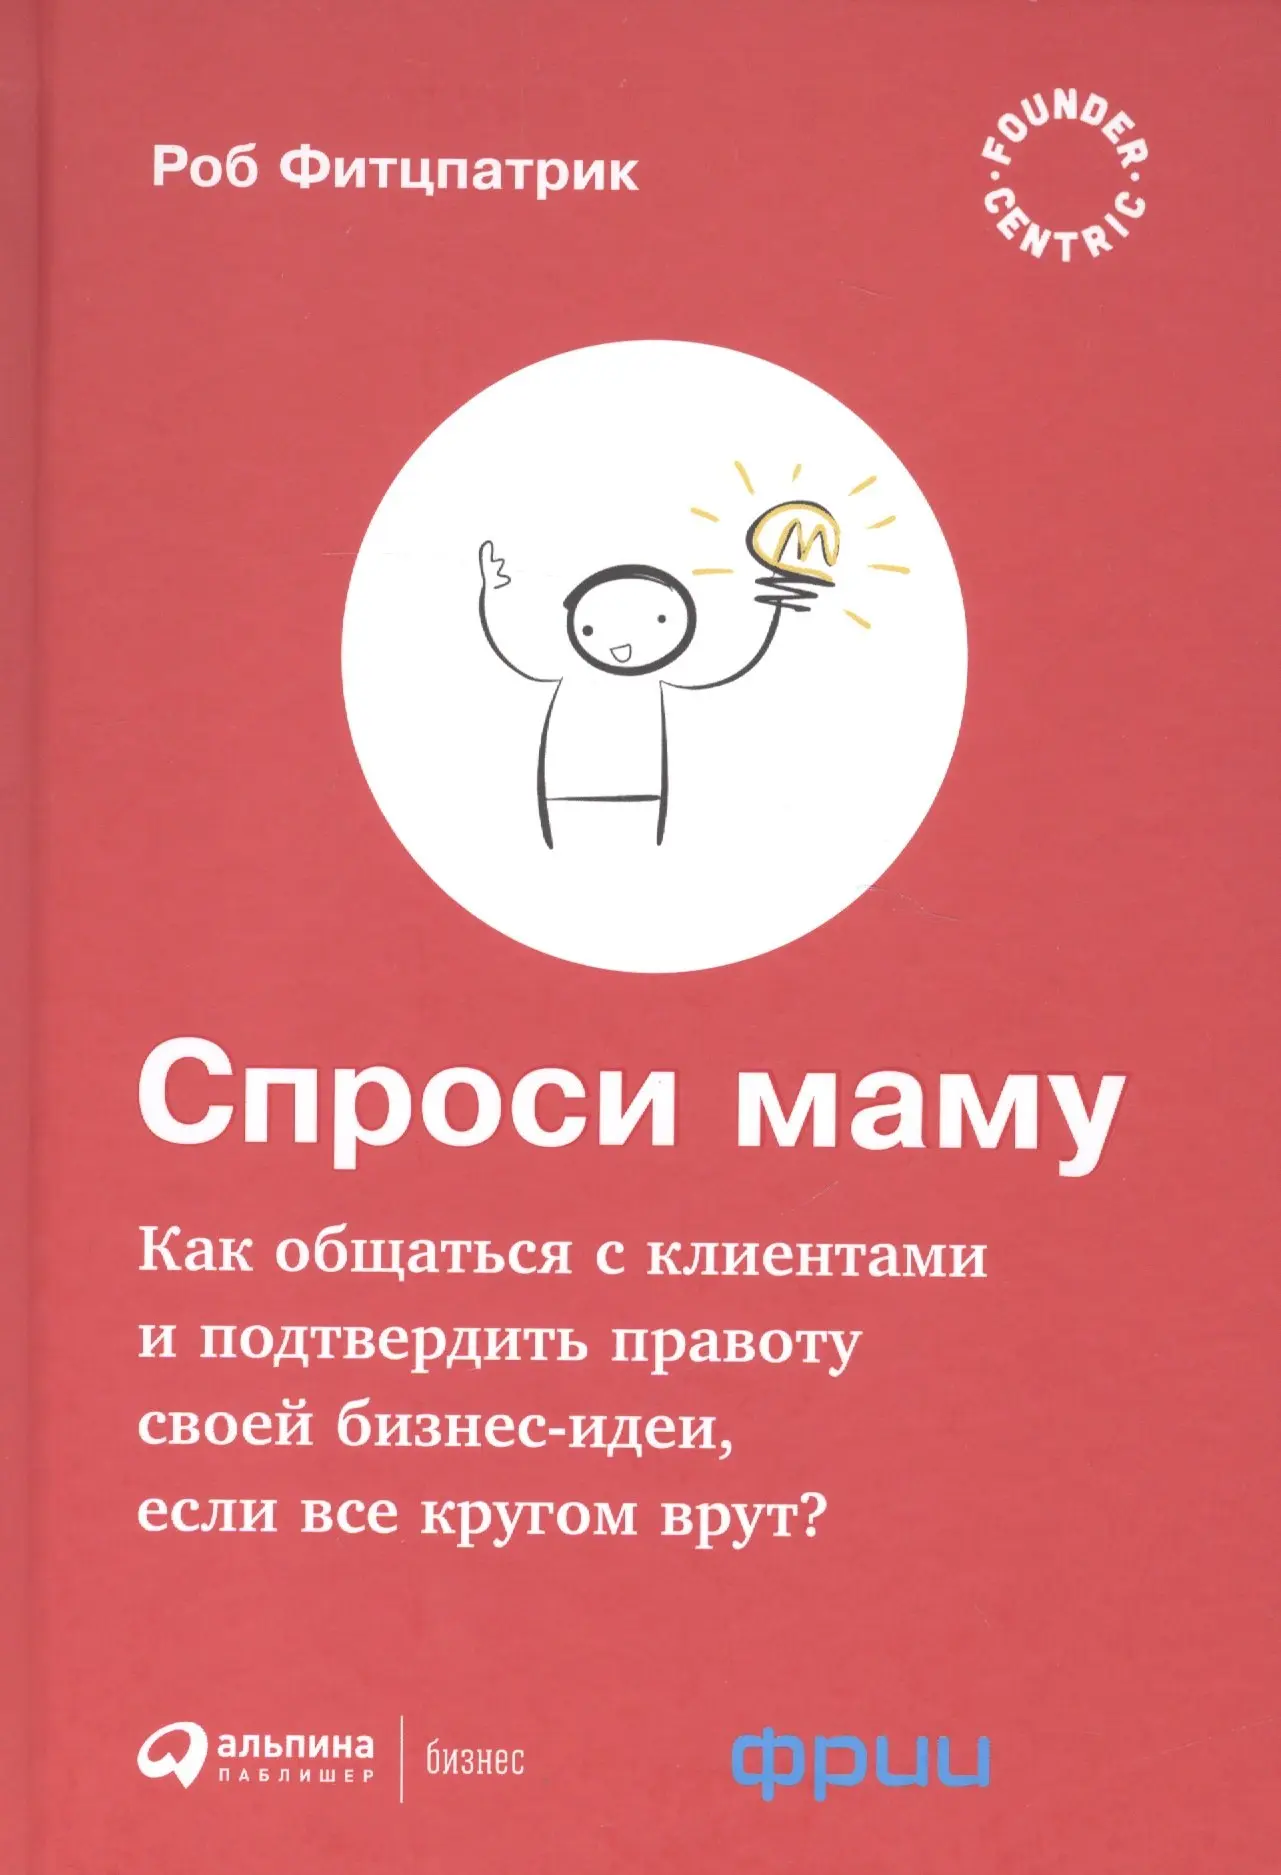 Роб Фитцпатрик
FOUNDER
CENTRIC
М
Спроси маму
Как общаться с клиентами
и подтвердить правоту
своей бизнес-идеи,
если все кругом врут?
альпина
ПАБЛИШЕР
бизнес
фрии